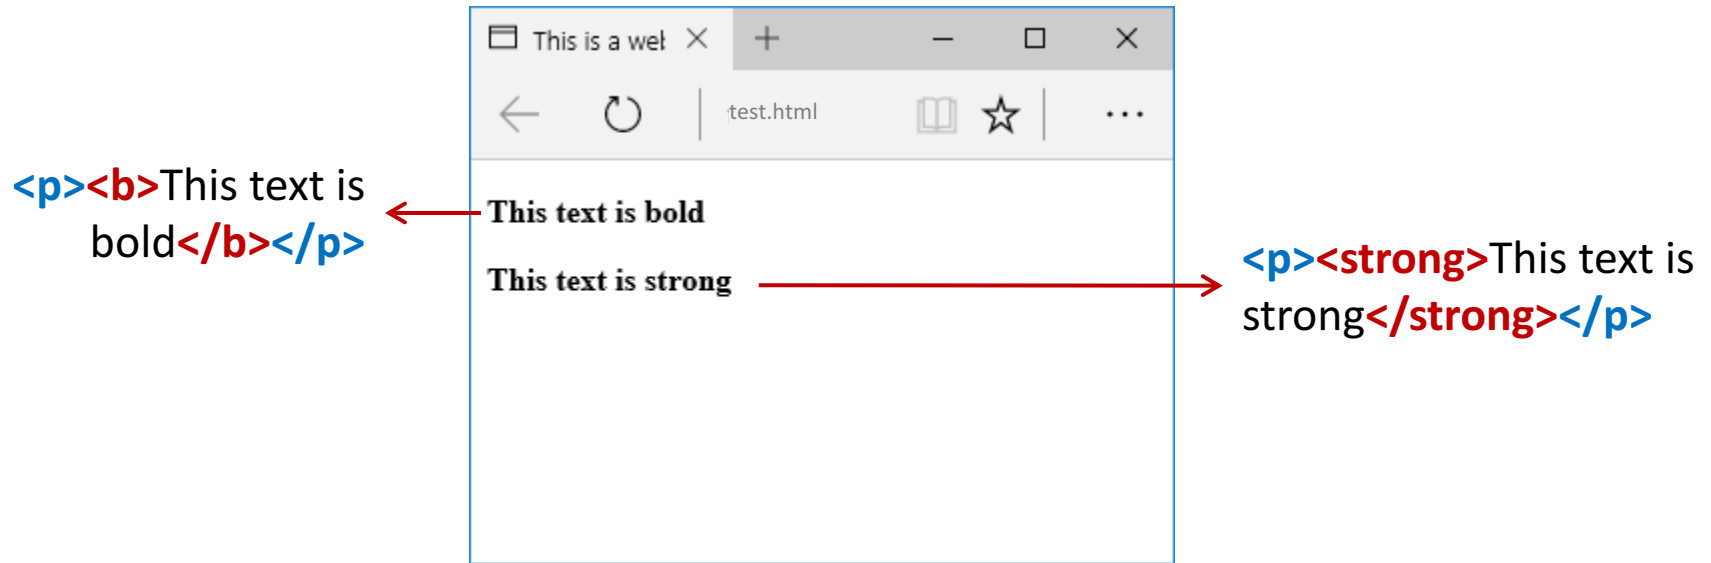 This is a wel
test.html
<p><b>This text is
bold</b></p>
This text is bold
This text is strong
<p><strong>This text is
strong</strong></p>